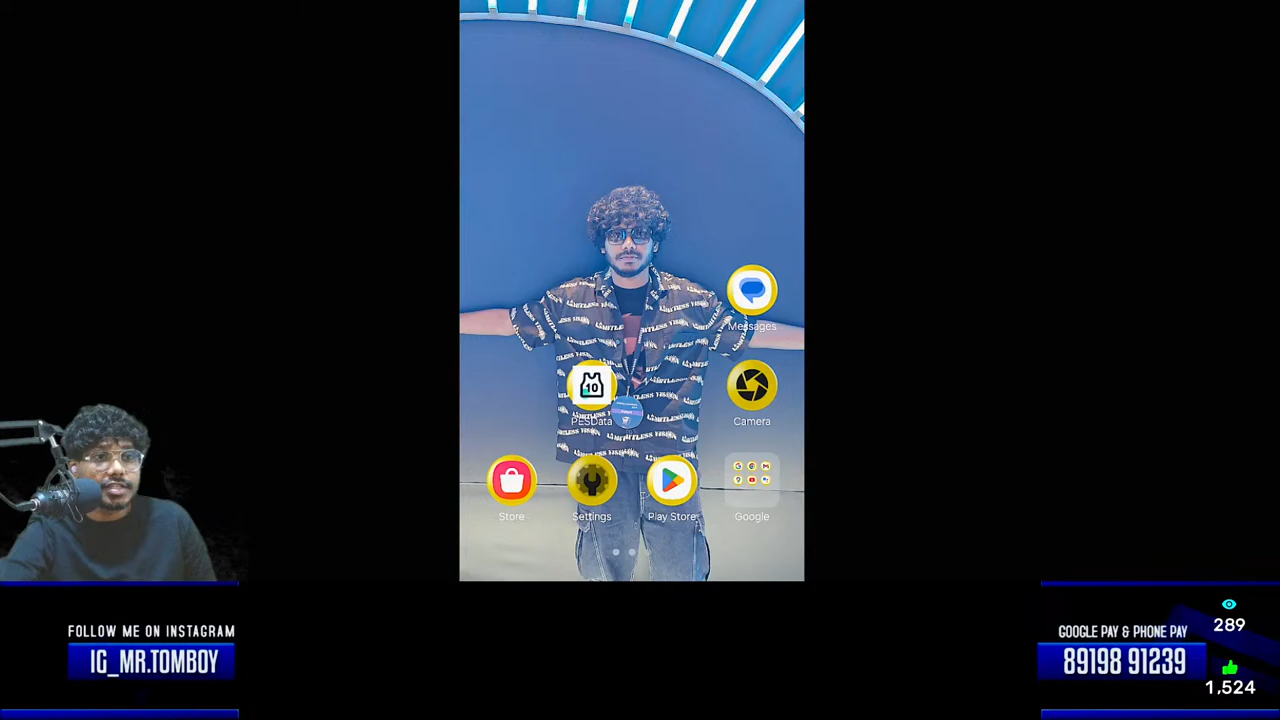 Messages
10
PESData
Camera
Store
Settings
Play Store
Google
FOLLOW ME ON INSTAGRAM
IG_MR.TOMBOY
GOOGLE PAY & PHONE PAY
89198 91239
289
1,524